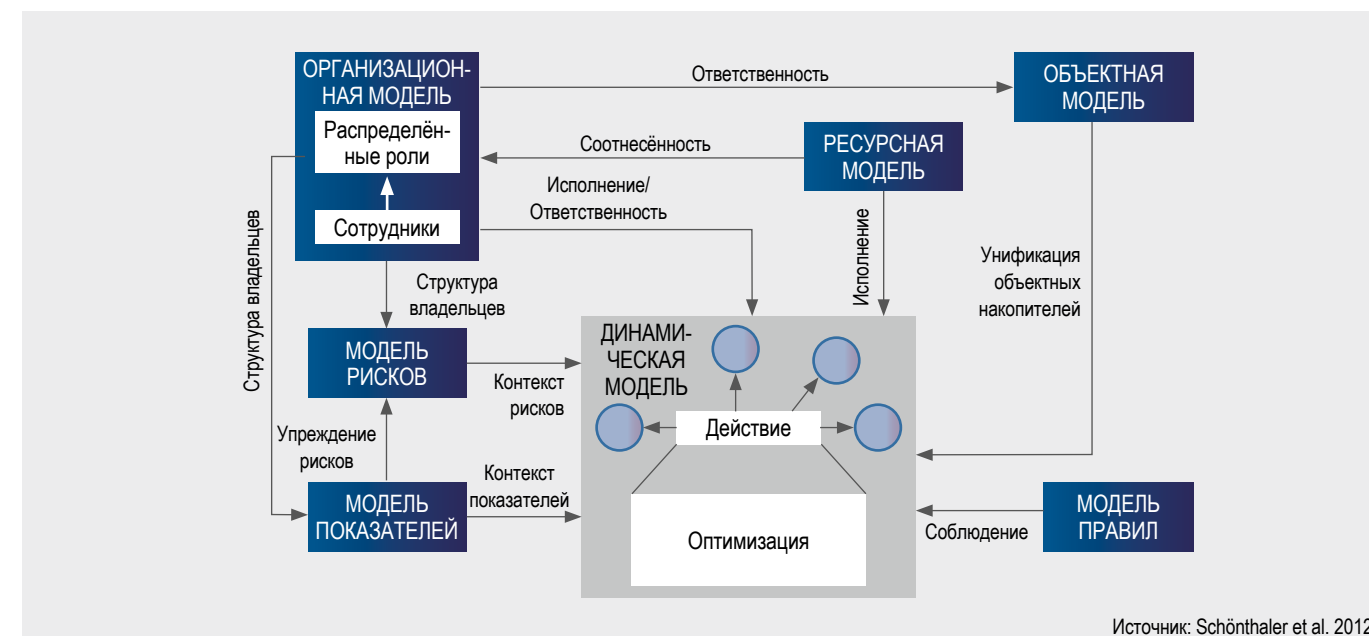 ОРГАНИЗАЦИОН-
НАЯ МОДЕЛЬ
Распределён-
ные роли
Сотрудники
Ответственность
ОБЪЕКТНАЯ
МОДЕЛЬ
Соотнесённость
РЕСУРСНАЯ
МОДЕЛЬ
Исполнение/
Ответственность
Исполнение
Унификация
объектных
накопителей
Структура владельцев
Структура
владельцев
МОДЕЛЬ
РИСКОВ
Контекст
рисков
ДИНАМИ-
ЧЕСКАЯ
МОДЕЛЬ
Действие
Упреждение
рисков
Контекст
показателей
МОДЕЛЬ
ПОКАЗАТЕЛЕЙ
Оптимизация
Соблюдение
МОДЕЛЬ
ПРАВИЛ
Источник: Schönthaler et al. 2012